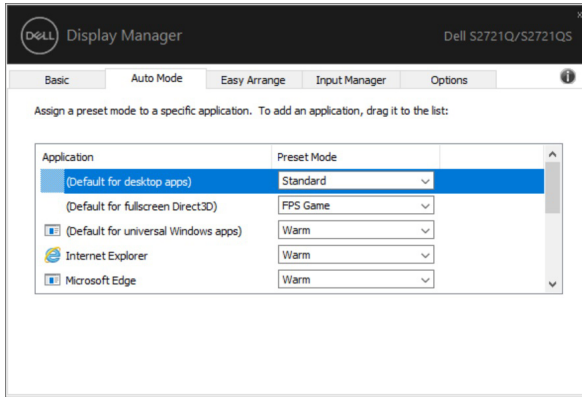 DELL Display Manager Dell S2721Q/S2721QS
Basic Auto Mode Easy Arrange Input Manager Options
Assign a preset mode to a specific application. To add an application, drag it to the list:
Application Preset Mode
(Default for desktop apps) Standard
(Default for fullscreen Direct3D) FPS Game
(Default for universal Windows apps) Warm
Internet Explorer Warm
Microsoft Edge Warm